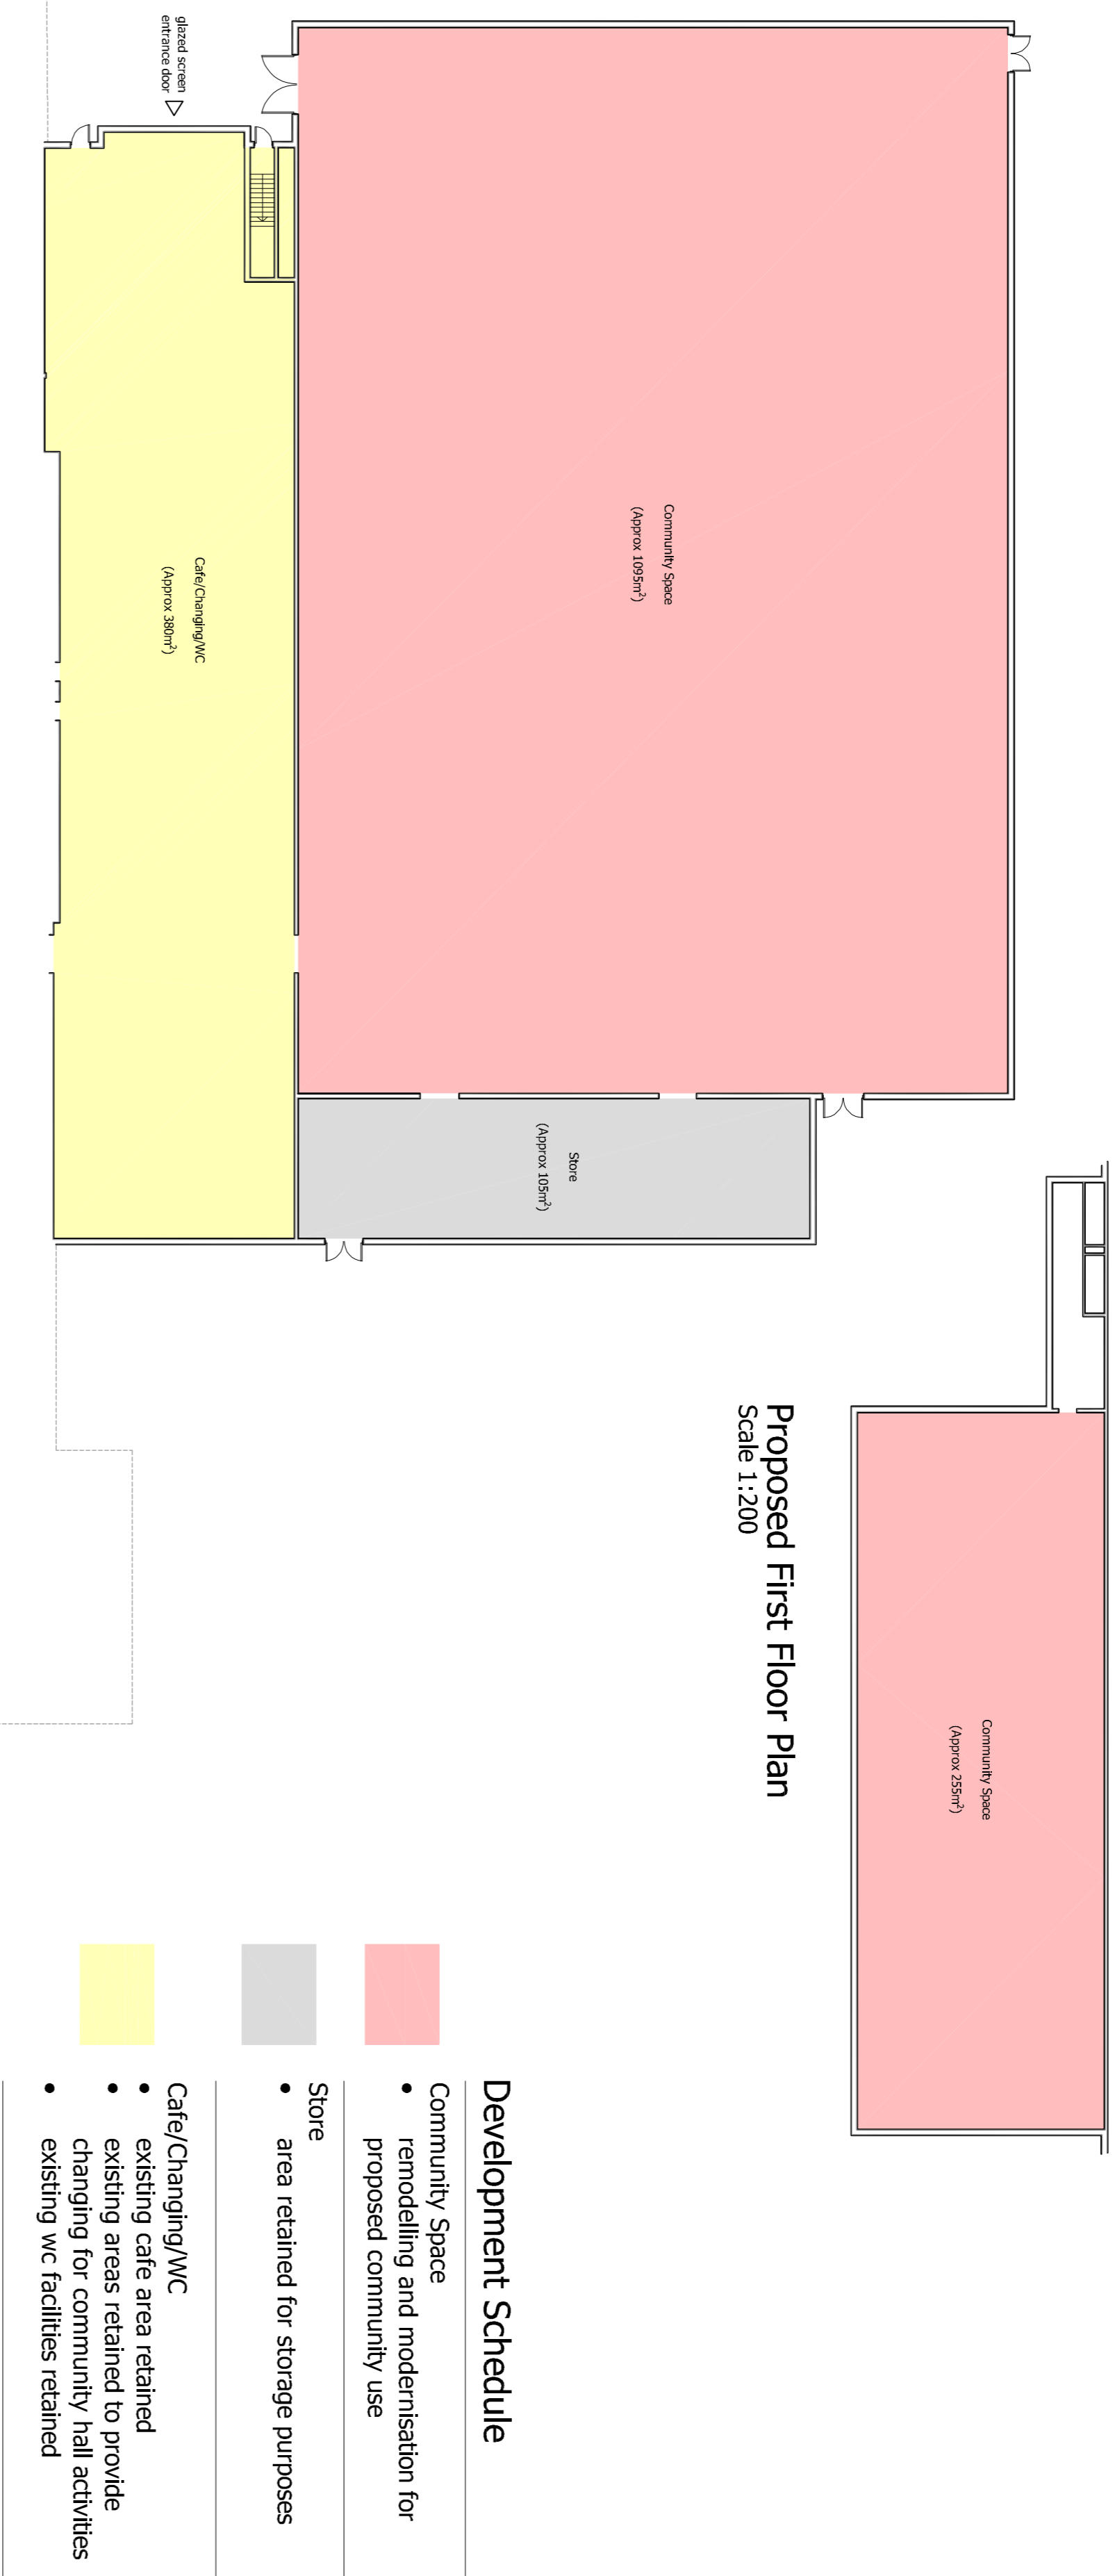 glazed screen
entrance door
Community Space
(Approx 1095m²)
Cafe/Changing/WC
(Approx 380m²)
Store
(Approx 105m²)
Community Space
(Approx 255m²)
Proposed First Floor Plan
Scale 1:200
Development Schedule
Community Space
• remodelling and modernisation for
proposed community use
Store
• area retained for storage purposes
Cafe/Changing/WC
• existing cafe area retained
• existing areas retained to provide
changing for community hall activities
• existing wc facilities retained